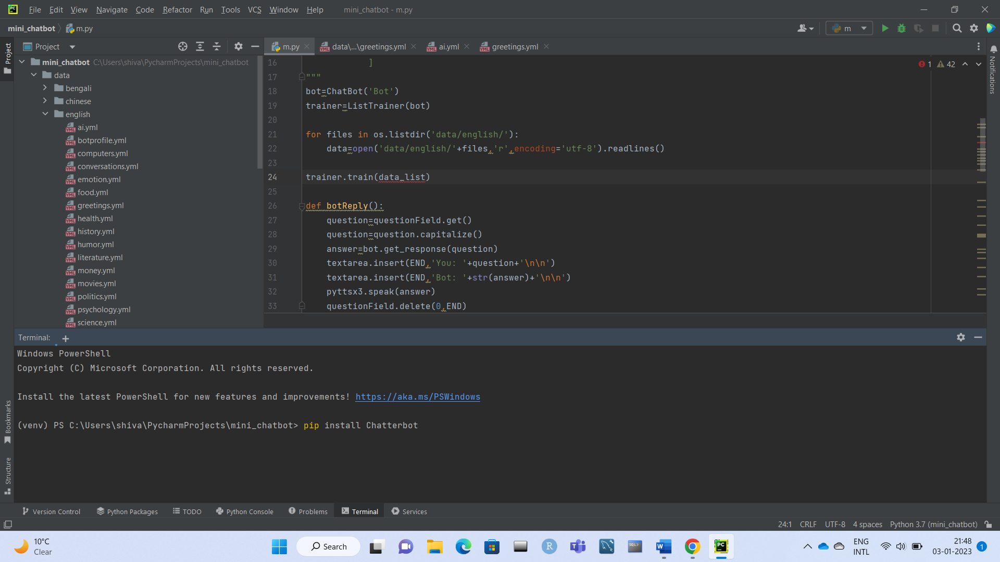 File Edit View Navigate Code Refactor Run Tools VCS Window Help mini_chatbot - m.py
mini_chatbot m.py
m
Project
Project
m.py
data\...\greetings.yml
ai.yml
greetings.yml
Notifications
mini_chatbot C:\Users\shiva\PycharmProjects\mini_chatbot
data
bengali
chinese
english
ai.yml
botprofile.yml
computers.yml
conversations.yml
emotion.yml
food.yml
greetings.yml
health.yml
history.yml
humor.yml
literature.yml
money.yml
movies.yml
politics.yml
psychology.yml
science.yml
1 42
16 ]
17 """
18 bot=ChatBot('Bot')
19 trainer=ListTrainer(bot)
20
21 for files in os.listdir('data/english/'):
22 data=open('data/english/'+files,'r',encoding='utf-8').readlines()
23
24 trainer.train(data_list)
25
26 def botReply():
27 question=questionField.get()
28 question=question.capitalize()
29 answer=bot.get_response(question)
30 textarea.insert(END,'You: '+question+'\n\n')
31 textarea.insert(END,'Bot: '+str(answer)+'\n\n')
32 pyttsx3.speak(answer)
33 questionField.delete(0,END)
Terminal: +
Windows PowerShell
Copyright (C) Microsoft Corporation. All rights reserved.
Install the latest PowerShell for new features and improvements! https://aka.ms/PSWindows
(venv) PS C:\Users\shiva\PycharmProjects\mini_chatbot> pip install Chatterbot
Bookmarks
Structure
Version Control Python Packages TODO Python Console Problems Terminal Services
24:1 CRLF UTF-8 4 spaces Python 3.7 (mini_chatbot)
10°C
Clear
Search
ENG
INTL
21:48
03-01-2023
1